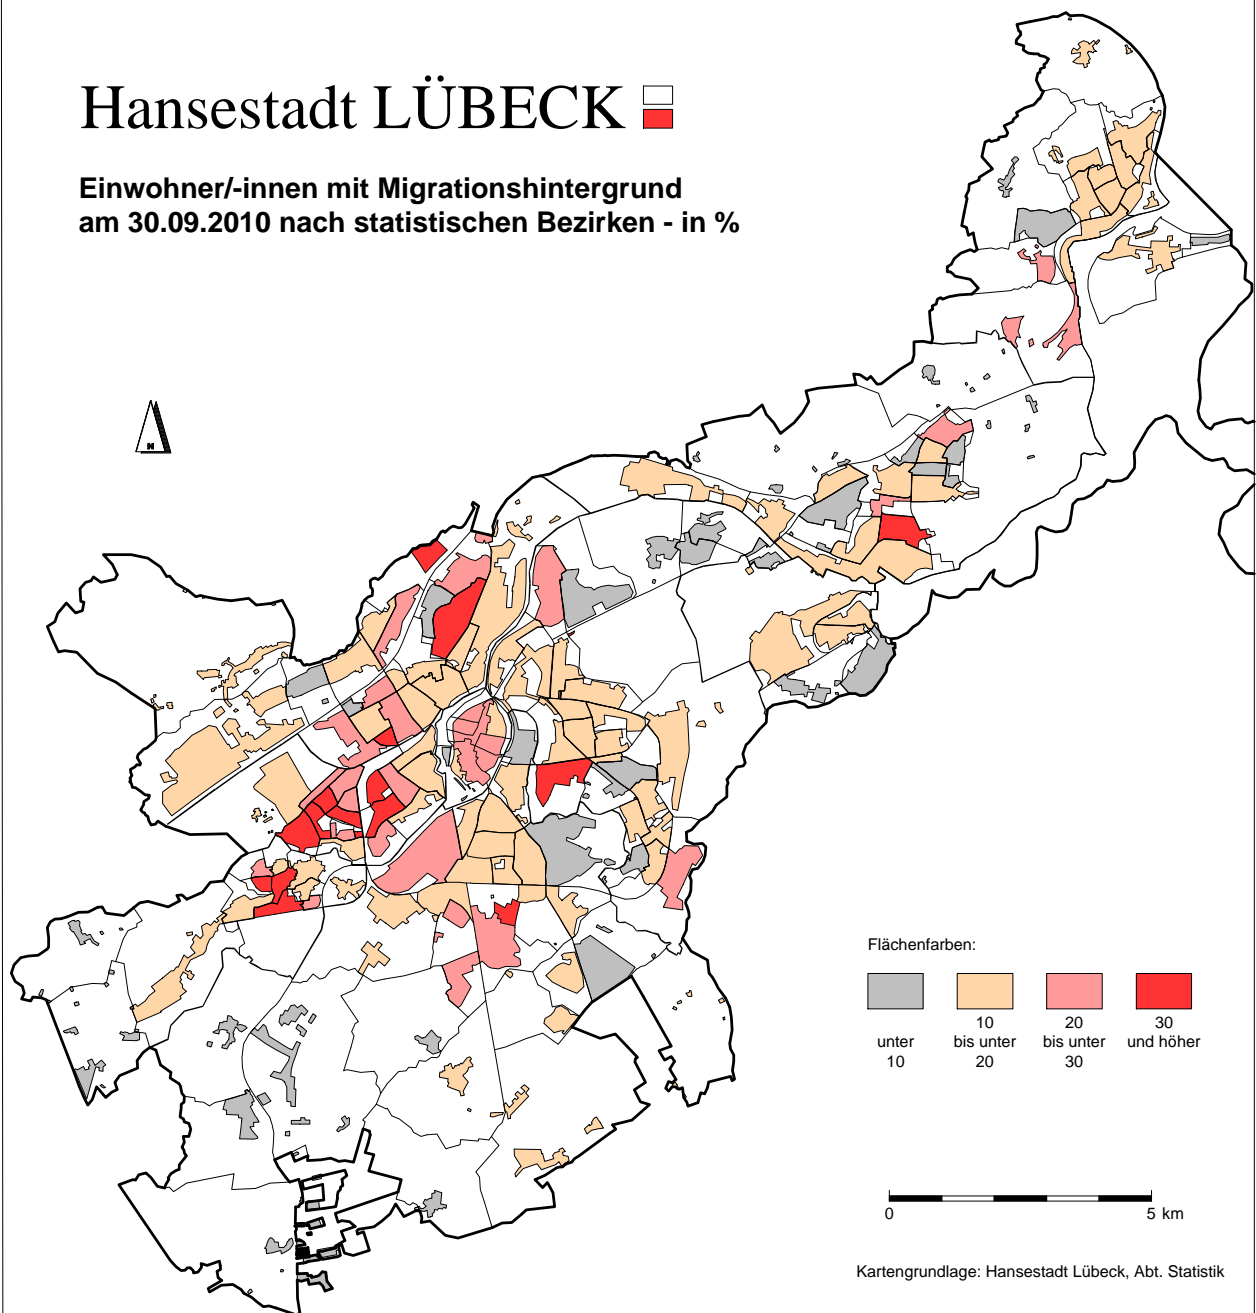 Hansestadt LÜBECK
Einwohner/-innen mit Migrationshintergrund
am 30.09.2010 nach statistischen Bezirken - in %
N
Flächenfarben:
unter
10
10
bis unter
20
20
bis unter
30
30
und höher
0
5 km
Kartengrundlage: Hansestadt Lübeck, Abt. Statistik